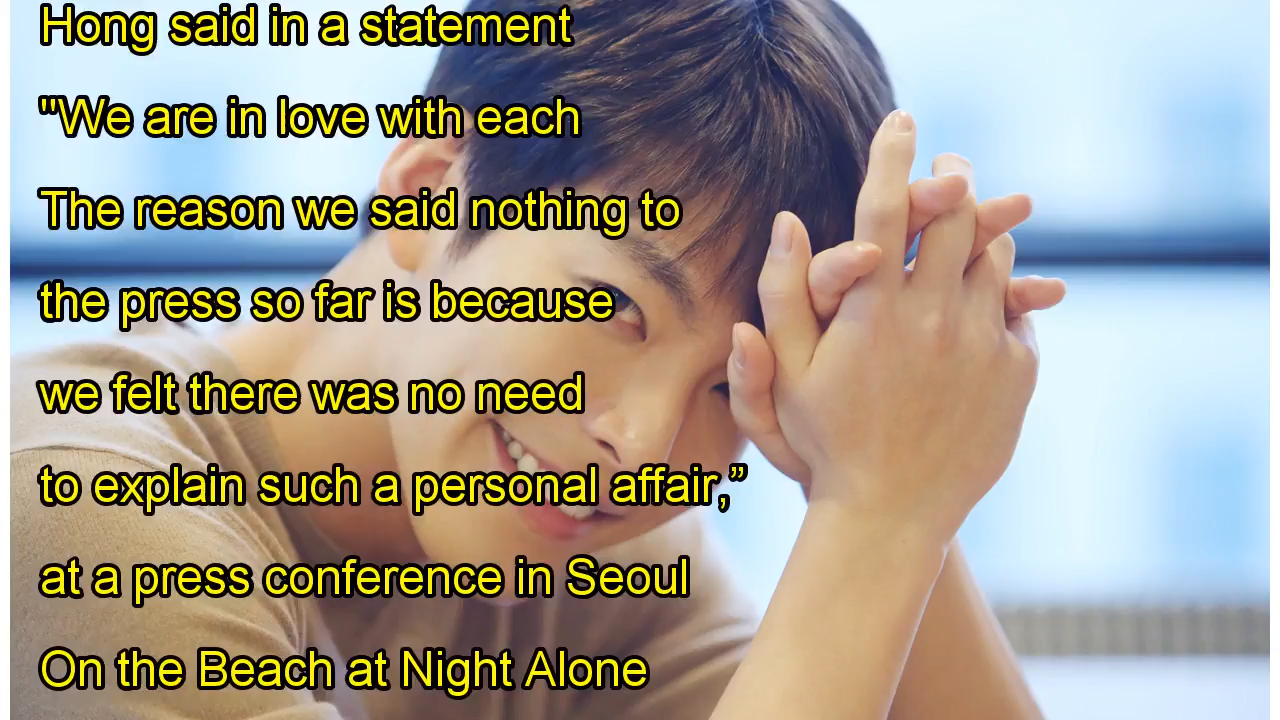 Hong said in a statement
"We are in love with each
The reason we said nothing to
the press so far is because
we felt there was no need
to explain such a personal affair,”
at a press conference in Seoul
On the Beach at Night Alone